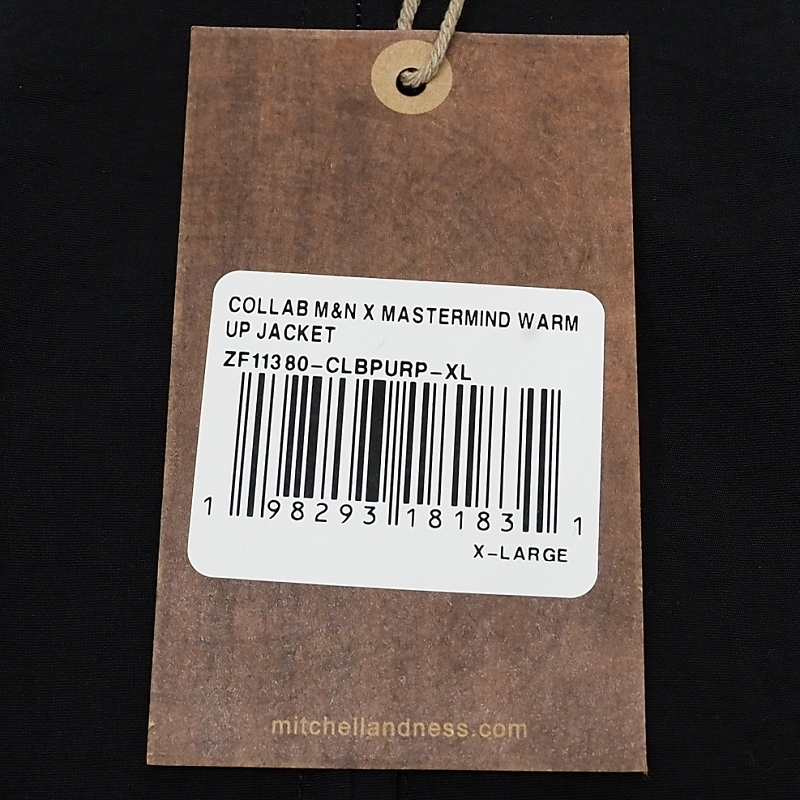 COLLAB M&N X MASTERMIND WARM
UP JACKET
ZF11380-CLBPURP-XL
1 98293 18183 1
X-LARGE
mitchellandness.com